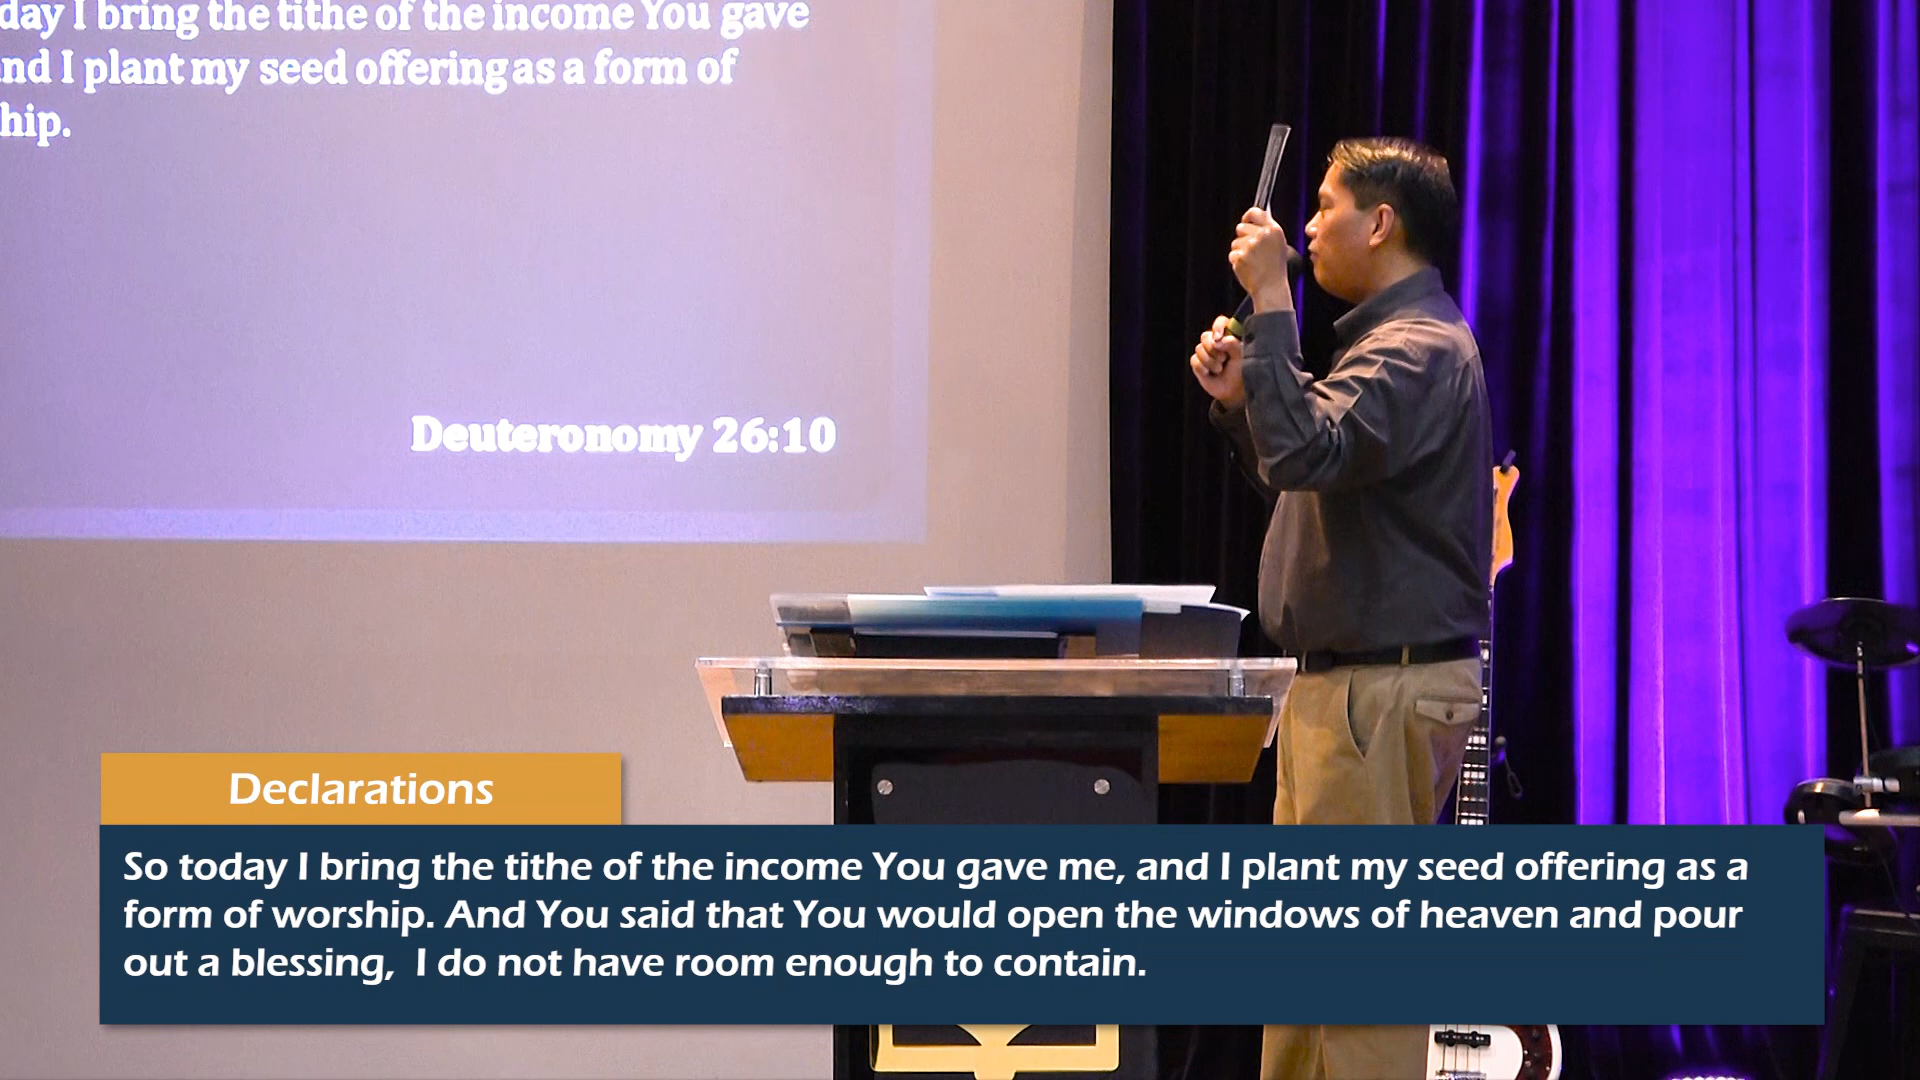 day I bring the tithe of the income You gave
nd I plant my seed offering as a form of
ship.
Deuteronomy 26:10
Declarations
So today I bring the tithe of the income You gave me, and I plant my seed offering as a
form of worship. And You said that You would open the windows of heaven and pour
out a blessing,  I do not have room enough to contain.